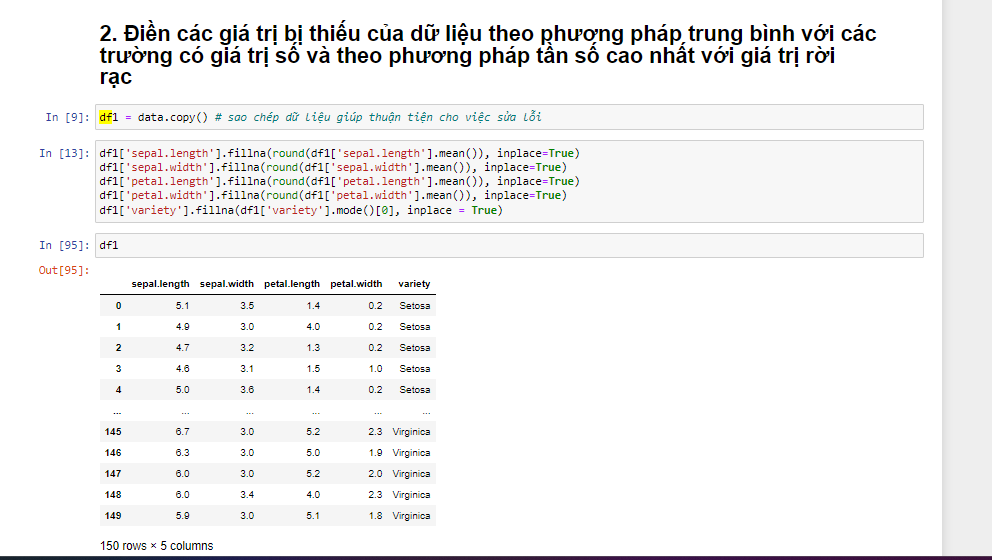 2. Điền các giá trị bị thiếu của dữ liệu theo phương pháp trung bình với các
trường có giá trị số và theo phương pháp tần số cao nhất với giá trị rời
rạc
In [9]: df1 = data.copy() # sao chép dữ liệu giúp thuận tiện cho việc sửa lỗi
In [13]: df1['sepal.length'].fillna(round(df1['sepal.length'].mean()), inplace=True)
df1['sepal.width'].fillna(round(df1['sepal.width'].mean()), inplace=True)
df1['petal.length'].fillna(round(df1['petal.length'].mean()), inplace=True)
df1['petal.width'].fillna(round(df1['petal.width'].mean()), inplace=True)
df1['variety'].fillna(df1['variety'].mode()[0], inplace = True)
In [95]: df1
Out[95]:
sepal.length sepal.width petal.length petal.width variety
0 5.1 3.5 1.4 0.2 Setosa
1 4.9 3.0 4.0 0.2 Setosa
2 4.7 3.2 1.3 0.2 Setosa
3 4.6 3.1 1.5 1.0 Setosa
4 5.0 3.6 1.4 0.2 Setosa
... ... ... ... ... ...
145 6.7 3.0 5.2 2.3 Virginica
146 6.3 3.0 5.0 1.9 Virginica
147 6.0 3.0 5.2 2.0 Virginica
148 6.0 3.4 4.0 2.3 Virginica
149 5.9 3.0 5.1 1.8 Virginica
150 rows × 5 columns